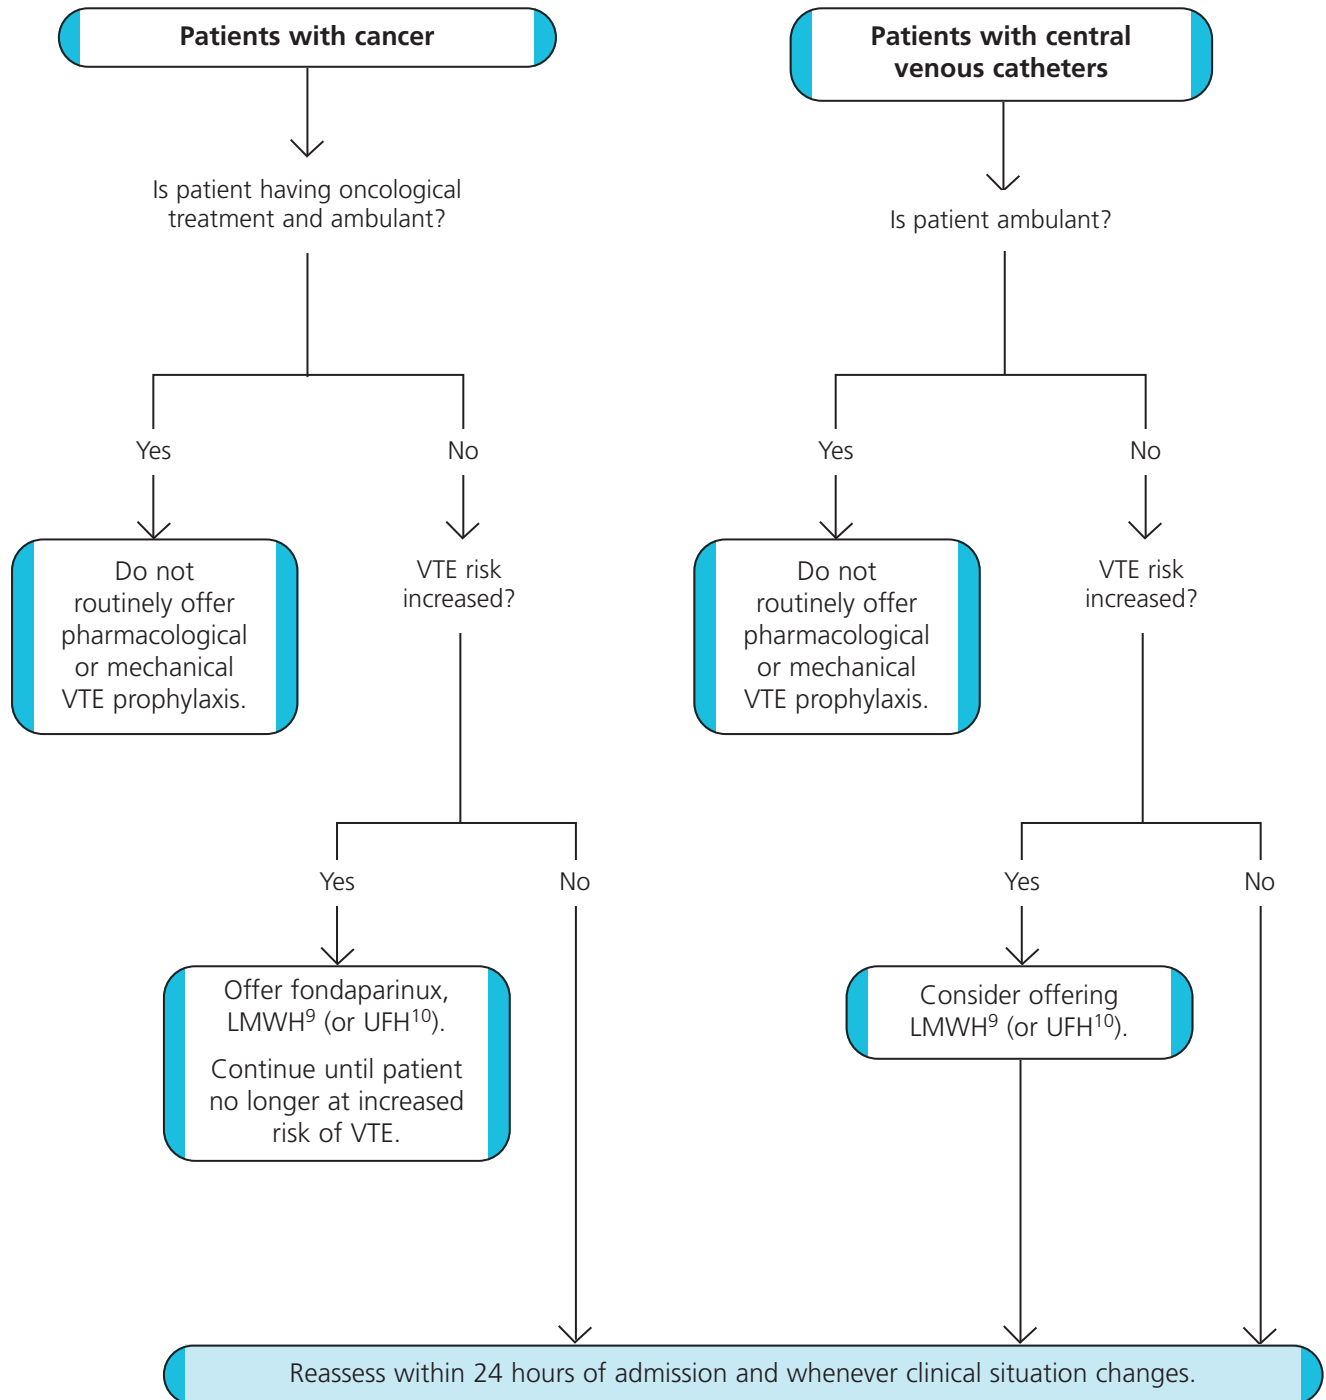 Patients with cancer
Is patient having oncological
treatment and ambulant?
Yes
No
Do not
routinely offer
pharmacological
or mechanical
VTE prophylaxis.
VTE risk
increased?
Yes
No
Offer fondaparinux,
LMWH⁹ (or UFH¹⁰).
Continue until patient
no longer at increased
risk of VTE.
Patients with central
venous catheters
Is patient ambulant?
Yes
No
Do not
routinely offer
pharmacological
or mechanical
VTE prophylaxis.
VTE risk
increased?
Yes
No
Consider offering
LMWH⁹ (or UFH¹⁰).
Reassess within 24 hours of admission and whenever clinical situation changes.